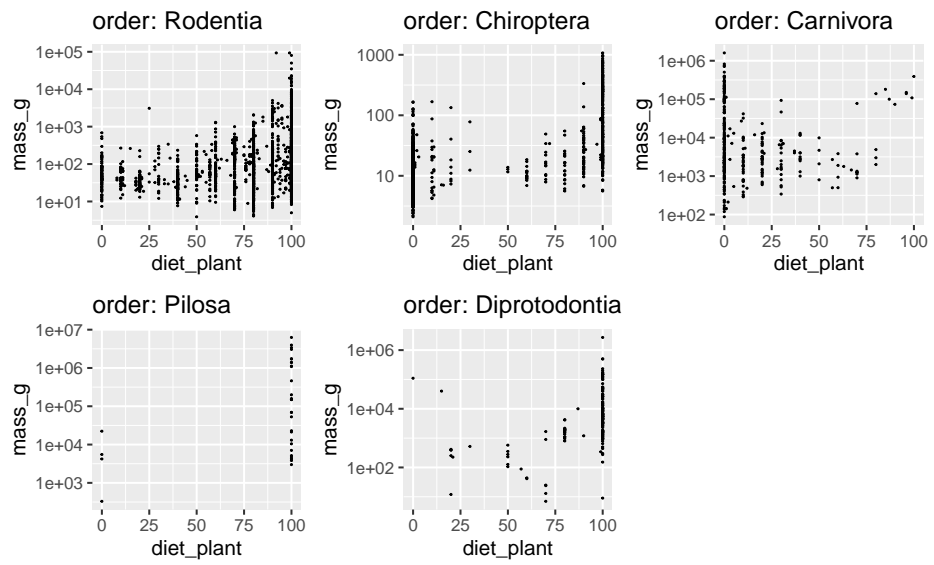 order: Rodentia
1e+05
1e+04
1e+03
1e+02
1e+01
mass_g
0 25 50 75 100
diet_plant
order: Chiroptera
1000
100
10
mass_g
0 25 50 75 100
diet_plant
order: Carnivora
1e+06
1e+05
1e+04
1e+03
1e+02
mass_g
0 25 50 75 100
diet_plant
order: Pilosa
1e+07
1e+06
1e+05
1e+04
1e+03
mass_g
0 25 50 75 100
diet_plant
order: Diprotodontia
1e+06
1e+04
1e+02
mass_g
0 25 50 75 100
diet_plant